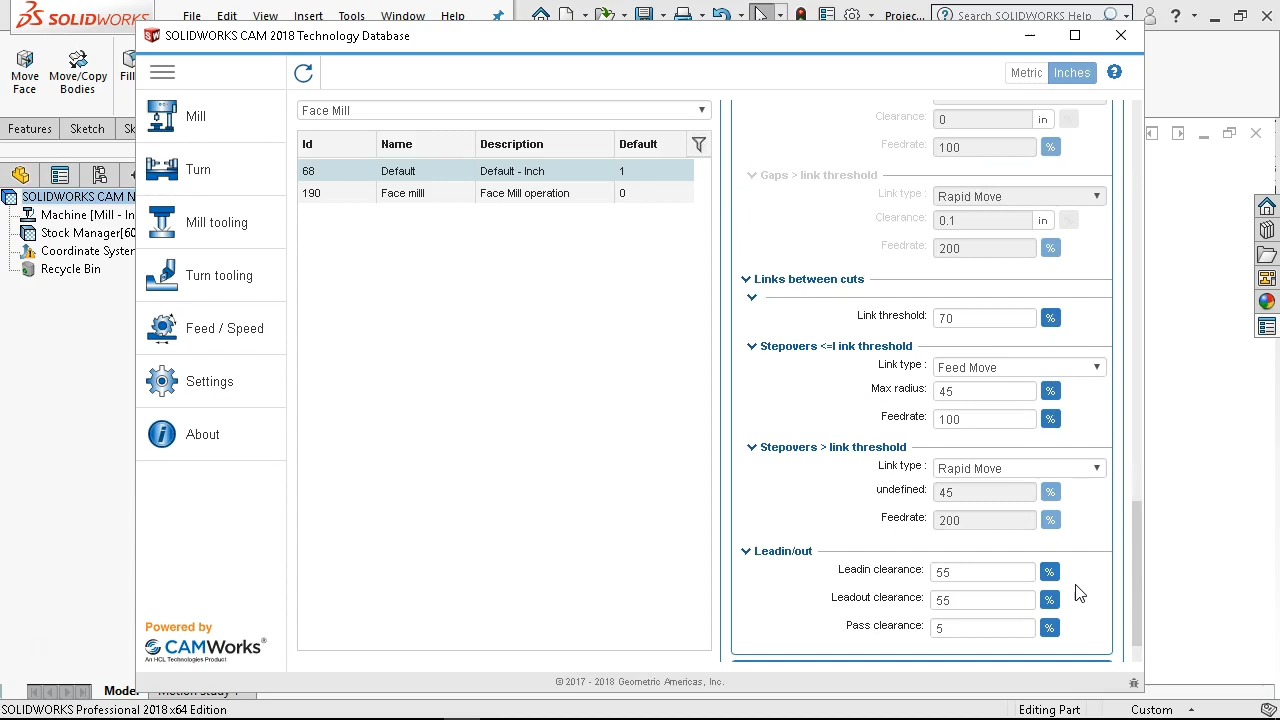 SOLIDWORKS
File Edit View Insert Tools Window Help
Projec...
Search SOLIDWORKS Help
SOLIDWORKS CAM 2018 Technology Database
Move Face
Move/Copy Bodies
Features
Sketch
SOLIDWORKS CAM N
Machine [Mill - In
Stock Manager[60
Coordinate Syster
Recycle Bin
Mill
Turn
Mill tooling
Turn tooling
Feed / Speed
Settings
About
Powered by
CAMWorks®
An HCL Technologies Product
Metric Inches
Face Mill
Id Name Description Default
68 Default Default - Inch 1
190 Face milll Face Mill operation 0
Clearance: 0 in
Feedrate: 100 %
Gaps > link threshold
Link type : Rapid Move
Clearance: 0.1 in
Feedrate: 200 %
Links between cuts
Link threshold: 70 %
Stepovers <=l ink threshold
Link type : Feed Move
Max radius: 45 %
Feedrate: 100 %
Stepovers > link threshold
Link type : Rapid Move
undefined: 45 %
Feedrate: 200 %
Leadin/out
Leadin clearance: 55 %
Leadout clearance: 55 %
Pass clearance: 5 %
© 2017 - 2018 Geometric Americas, Inc.
Model
SOLIDWORKS Professional 2018 x64 Edition
Editing Part
Custom